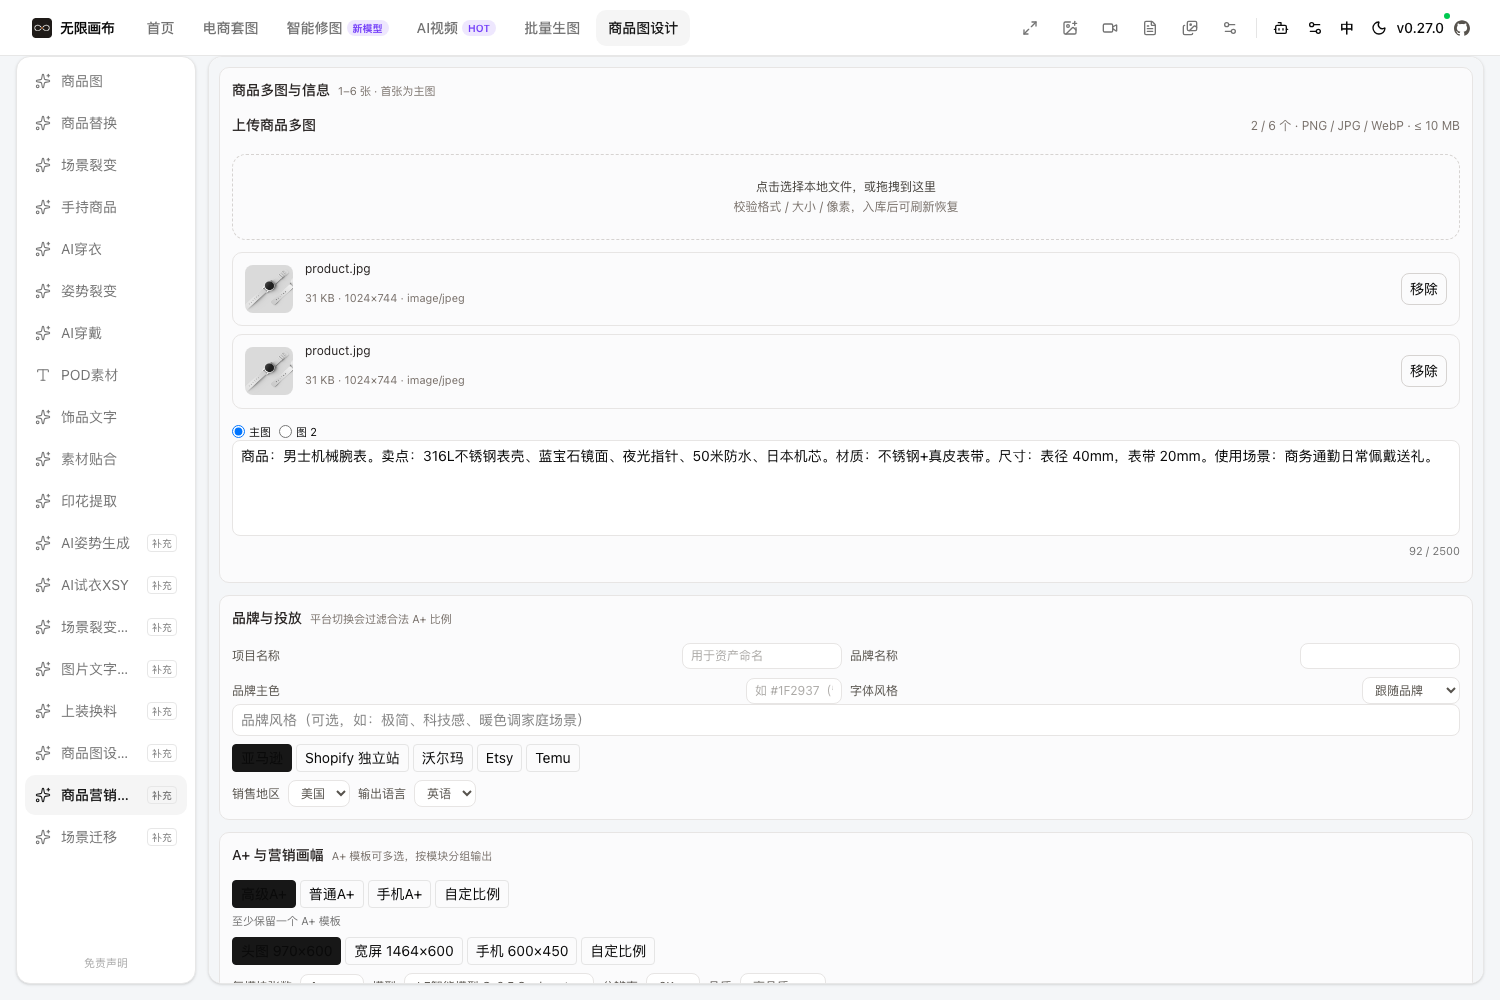 无限画布 首页 电商套图 智能修图 新模型 AI视频 HOT 批量生图 商品图设计 中 v0.27.0
商品图
商品替换
场景裂变
手持商品
AI穿衣
姿势裂变
AI穿戴
POD素材
饰品文字
素材贴合
印花提取
AI姿势生成 补充
AI试衣XSY 补充
场景裂变... 补充
图片文字... 补充
上装换料 补充
商品图设... 补充
商品营销... 补充
场景迁移 补充
免责声明
商品多图与信息 1–6 张 · 首张为主图
上传商品多图 2 / 6 个 · PNG / JPG / WebP · ≤ 10 MB
点击选择本地文件，或拖拽到这里
校验格式 / 大小 / 像素，入库后可刷新恢复
product.jpg
31 KB · 1024×744 · image/jpeg
移除
product.jpg
31 KB · 1024×744 · image/jpeg
移除
主图 图 2
商品：男士机械腕表。卖点：316L不锈钢表壳、蓝宝石镜面、夜光指针、50米防水、日本机芯。材质：不锈钢+真皮表带。尺寸：表径 40mm，表带 20mm。使用场景：商务通勤日常佩戴送礼。
92 / 2500
品牌与投放 平台切换会过滤合法 A+ 比例
项目名称 用于资产命名 品牌名称
品牌主色 如 #1F2937 字体风格 跟随品牌
品牌风格（可选，如：极简、科技感、暖色调家庭场景）
亚马逊 Shopify 独立站 沃尔玛 Etsy Temu
销售地区 美国 输出语言 英语
A+ 与营销画幅 A+ 模板可多选，按模块分组输出
高级A+ 普通A+ 手机A+ 自定比例
至少保留一个 A+ 模板
头图 970×600 宽屏 1464×600 手机 600×450 自定比例